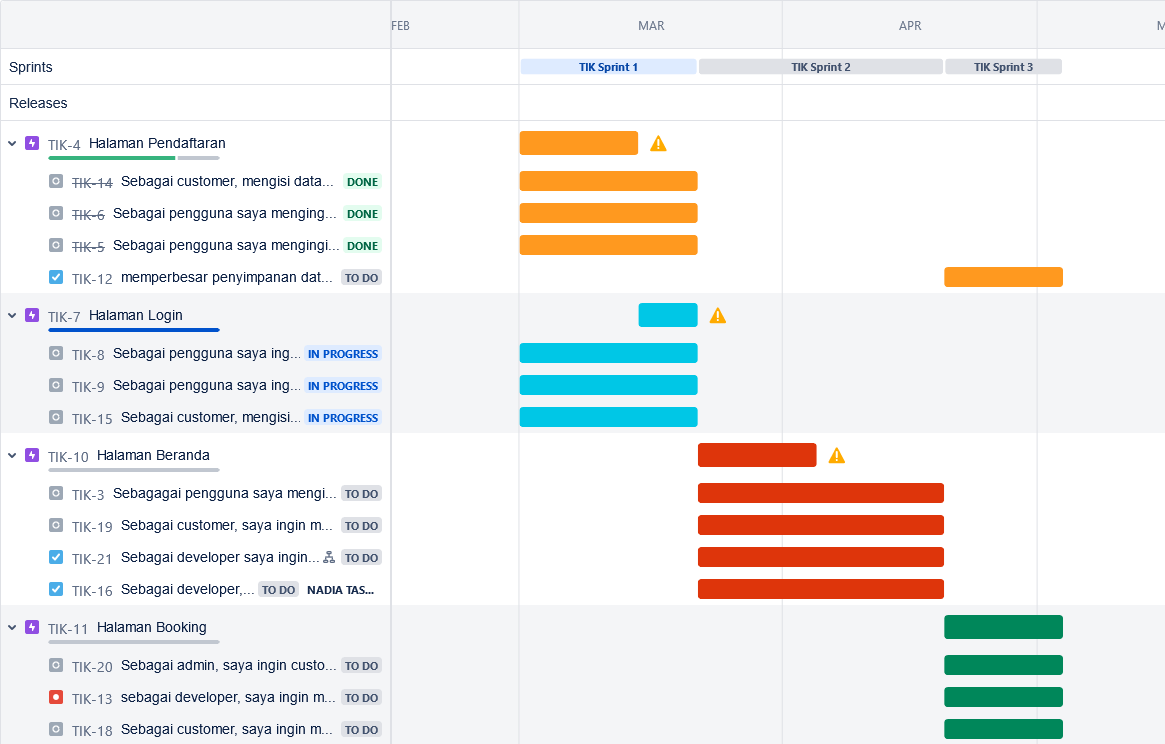 FEB MAR APR M
Sprints TIK Sprint 1 TIK Sprint 2 TIK Sprint 3
Releases
TIK-4 Halaman Pendaftaran
TIK-14 Sebagai customer, mengisi data... DONE
TIK-6 Sebagai pengguna saya menging... DONE
TIK-5 Sebagai pengguna saya mengingi... DONE
TIK-12 memperbesar penyimpanan dat... TO DO
TIK-7 Halaman Login
TIK-8 Sebagai pengguna saya ing... IN PROGRESS
TIK-9 Sebagai pengguna saya ing... IN PROGRESS
TIK-15 Sebagai customer, mengisi... IN PROGRESS
TIK-10 Halaman Beranda
TIK-3 Sebagagai pengguna saya mengi... TO DO
TIK-19 Sebagai customer, saya ingin m... TO DO
TIK-21 Sebagai developer saya ingin... TO DO
TIK-16 Sebagai developer,... TO DO NADIA TAS...
TIK-11 Halaman Booking
TIK-20 Sebagai admin, saya ingin custo... TO DO
TIK-13 sebagai developer, saya ingin m... TO DO
TIK-18 Sebagai customer, saya ingin m... TO DO